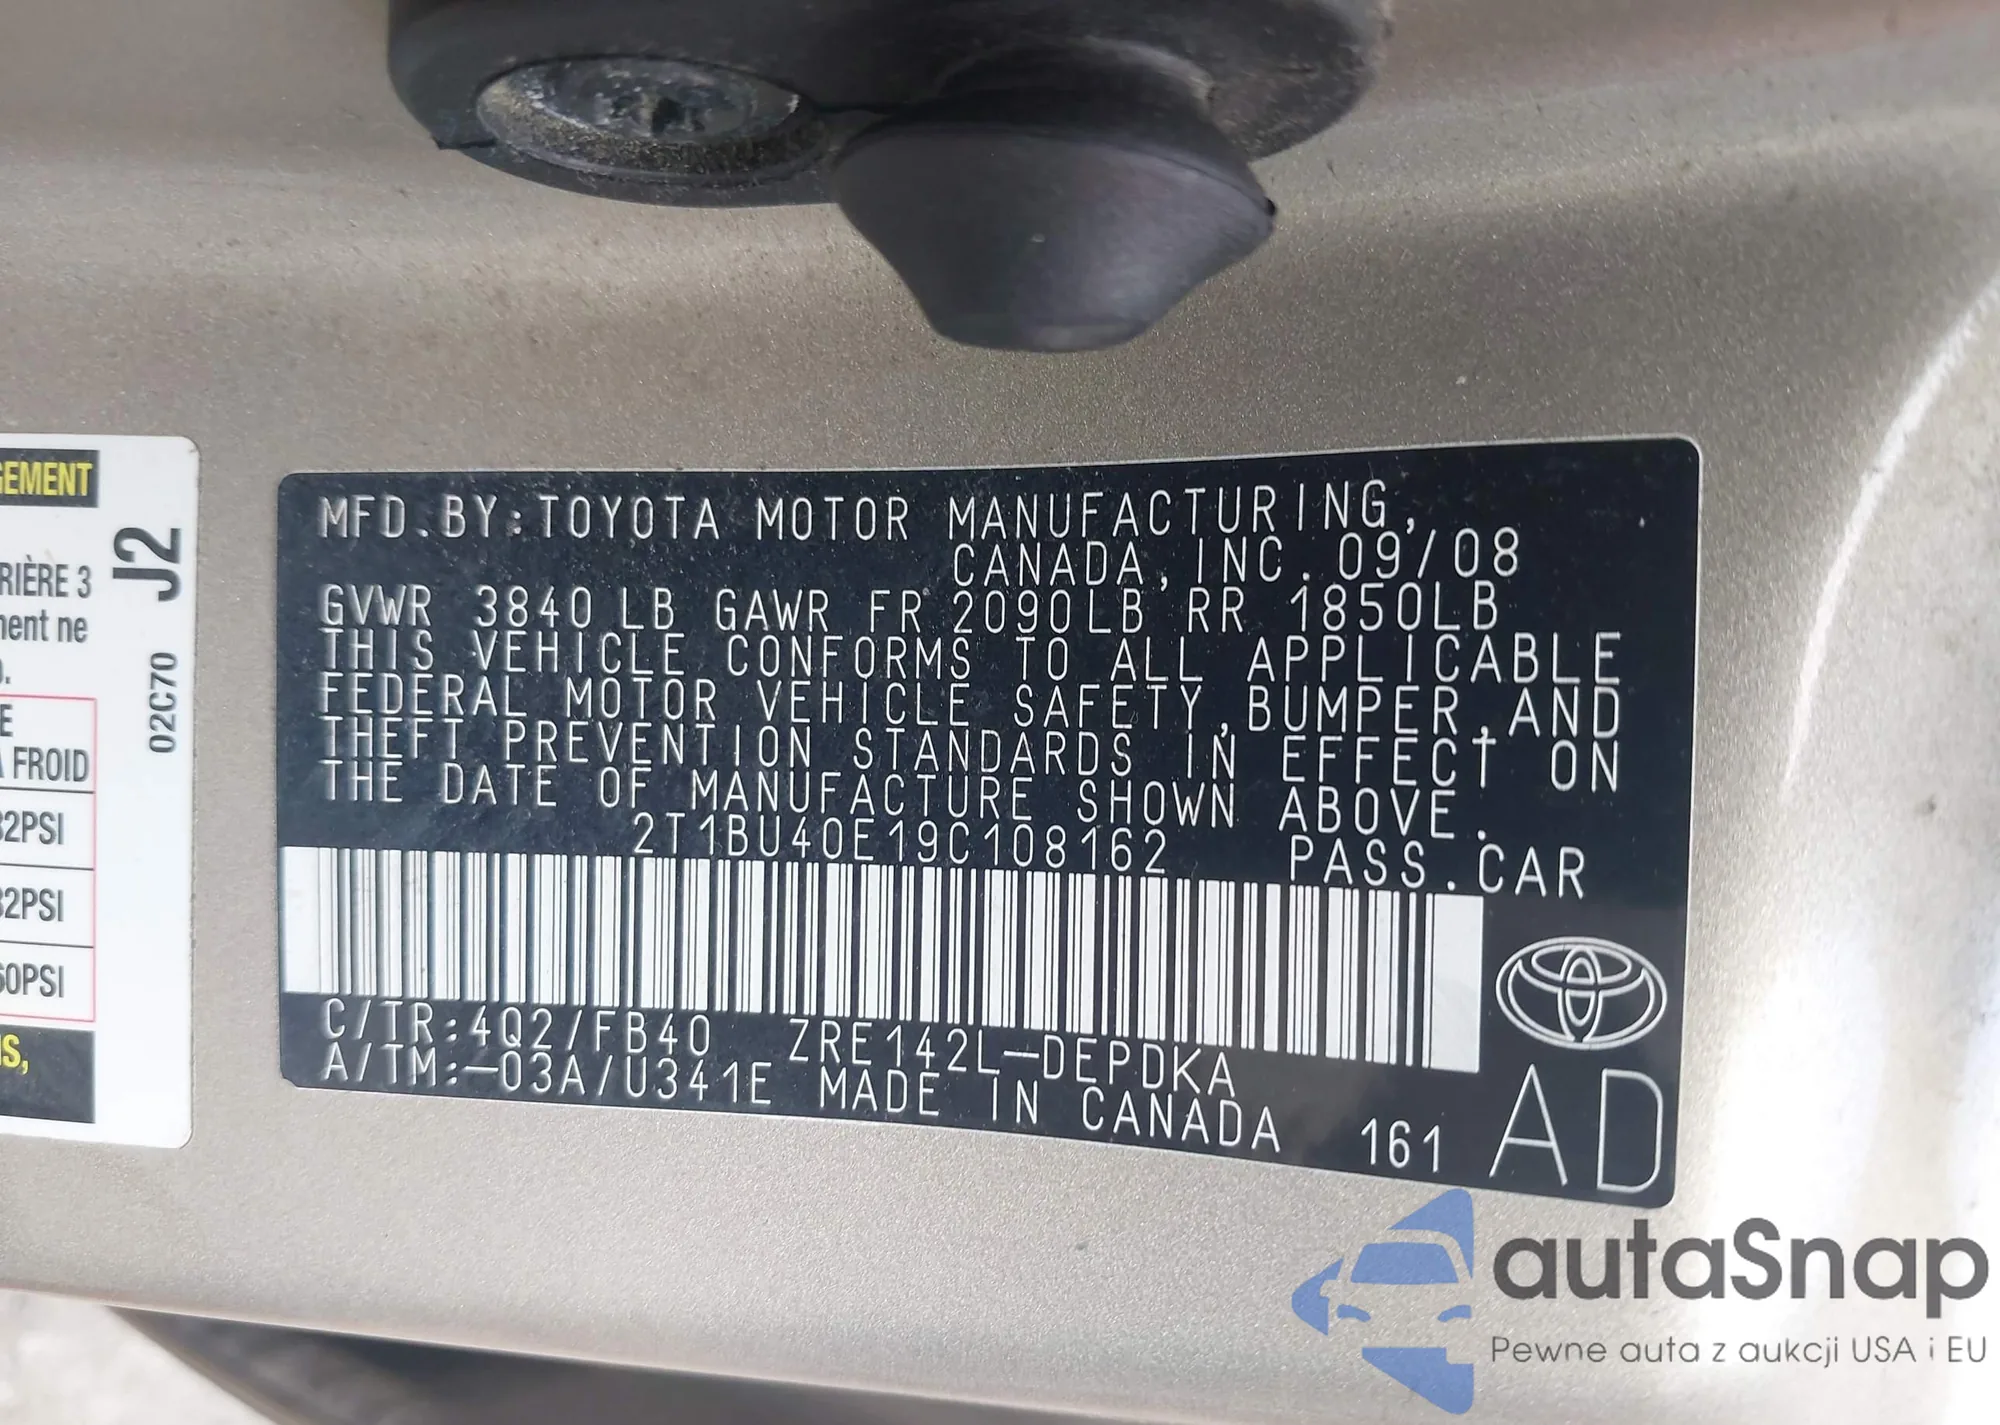 GEMENT
RIÈRE 3
ment ne
E
A FROID
32PSI
32PSI
60PSI
J2
02C70
MFD.BY:TOYOTA MOTOR MANUFACTURING,
CANADA,INC. 09/08
GVWR 3840 LB GAWR FR 2090LB RR 1850LB
THIS VEHICLE CONFORMS TO ALL APPLICABLE
FEDERAL MOTOR VEHICLE SAFETY,BUMPER,AND
THEFT PREVENTION STANDARDS IN EFFECT ON
THE DATE OF MANUFACTURE SHOWN ABOVE.
2T1BU40E19C108162 PASS.CAR
C/TR:4Q2/FB40 ZRE142L-DEPDKA
A/TM:-03A/U341E MADE IN CANADA 161 AD
autaSnap
Pewne auta z aukcji USA i EU